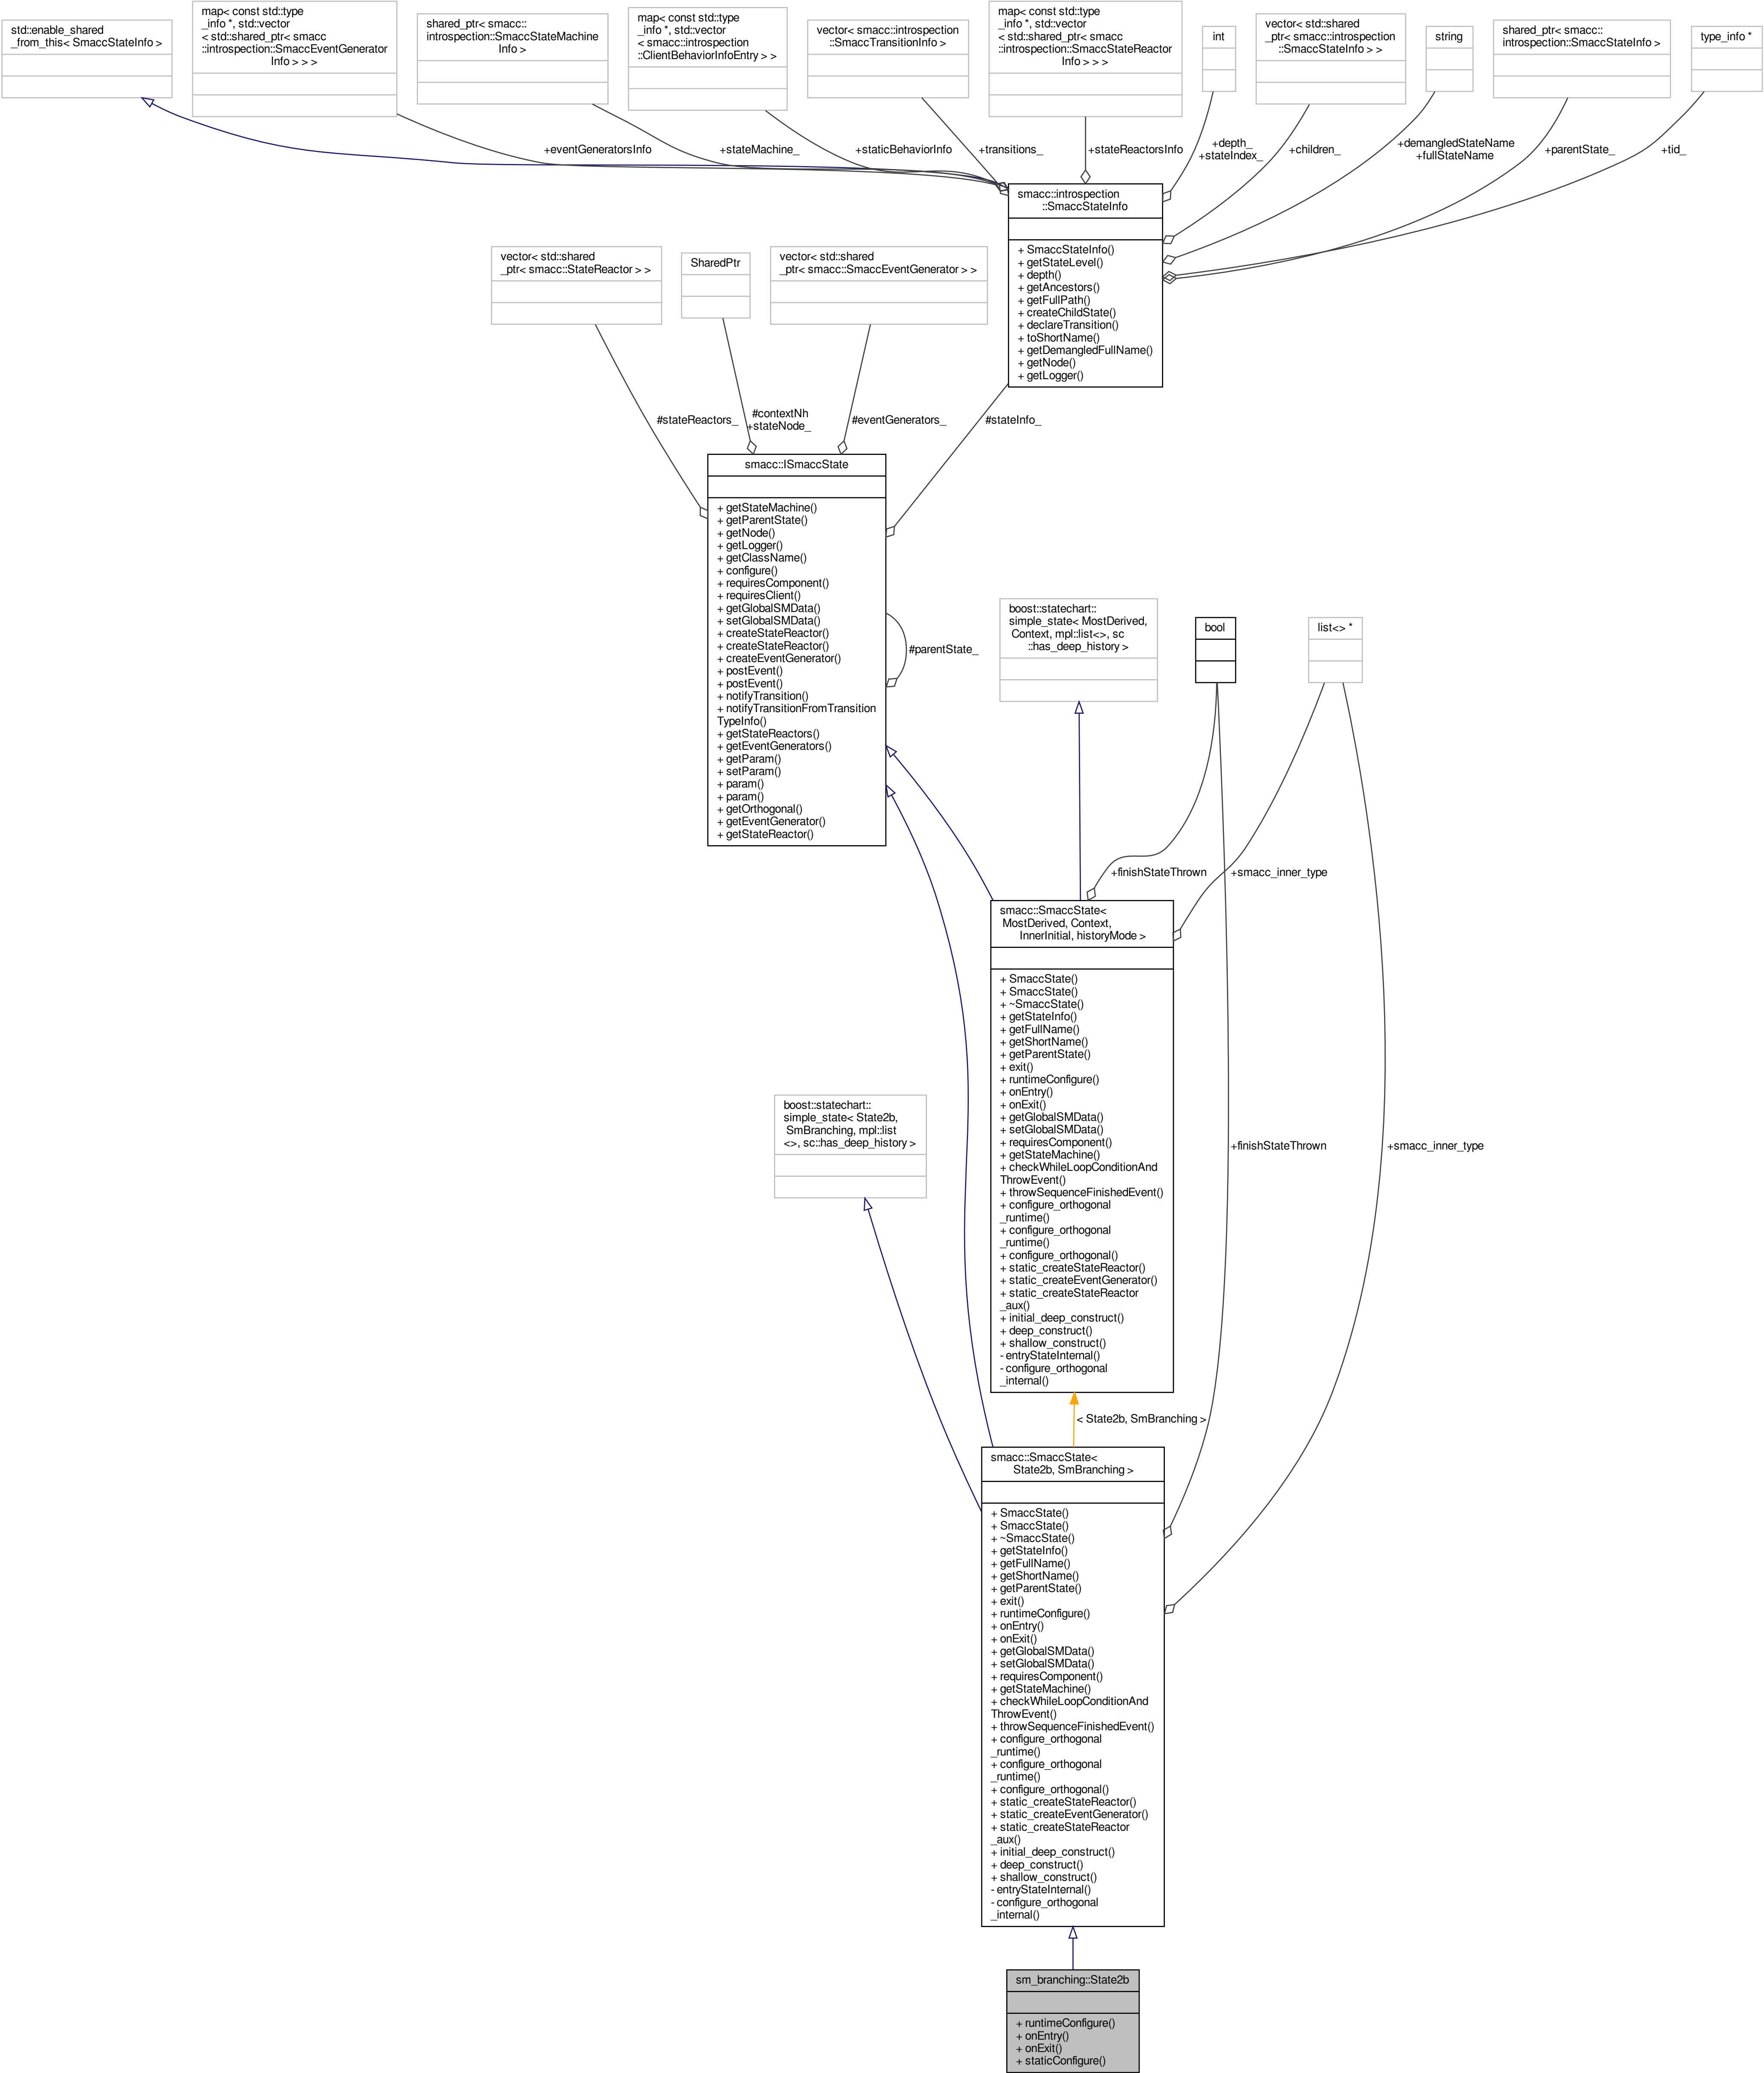 std::enable_shared
_from_this< SmaccStateInfo >
map< const std::type
_info *, std::vector
< std::shared_ptr< smacc
::introspection::SmaccEventGenerator
Info > > >
shared_ptr< smacc::
introspection::SmaccStateMachine
Info >
map< const std::type
_info *, std::vector
< smacc::introspection
::ClientBehaviorInfoEntry > >
vector< smacc::introspection
::SmaccTransitionInfo >
map< const std::type
_info *, std::vector
< std::shared_ptr< smacc
::introspection::SmaccStateReactor
Info > > >
int
vector< std::shared
_ptr< smacc::introspection
::SmaccStateInfo > >
string
shared_ptr< smacc::
introspection::SmaccStateInfo >
type_info *
+eventGeneratorsInfo
+stateMachine_
+staticBehaviorInfo
+transitions_
+stateReactorsInfo
+depth_
+stateIndex_
+children_
+demangledStateName
+fullStateName
+parentState_
+tid_
smacc::introspection
::SmaccStateInfo
+ SmaccStateInfo()
+ getStateLevel()
+ depth()
+ getAncestors()
+ getFullPath()
+ createChildState()
+ declareTransition()
+ toShortName()
+ getDemangledFullName()
+ getNode()
+ getLogger()
vector< std::shared
_ptr< smacc::StateReactor > >
SharedPtr
vector< std::shared
_ptr< smacc::SmaccEventGenerator > >
#stateReactors_
#contextNh
+stateNode_
#eventGenerators_
#stateInfo_
smacc::ISmaccState
+ getStateMachine()
+ getParentState()
+ getNode()
+ getLogger()
+ getClassName()
+ configure()
+ requiresComponent()
+ requiresClient()
+ getGlobalSMData()
+ setGlobalSMData()
+ createStateReactor()
+ createStateReactor()
+ createEventGenerator()
+ postEvent()
+ postEvent()
+ notifyTransition()
+ notifyTransitionFromTransition
TypeInfo()
+ getStateReactors()
+ getEventGenerators()
+ getParam()
+ setParam()
+ param()
+ param()
+ getOrthogonal()
+ getEventGenerator()
+ getStateReactor()
#parentState_
boost::statechart::
simple_state< MostDerived,
Context, mpl::list<>, sc
::has_deep_history >
bool
list<> *
+finishStateThrown
+smacc_inner_type
smacc::SmaccState<
MostDerived, Context,
InnerInitial, historyMode >
+ SmaccState()
+ SmaccState()
+ ~SmaccState()
+ getStateInfo()
+ getFullName()
+ getShortName()
+ getParentState()
+ exit()
+ runtimeConfigure()
+ onEntry()
+ onExit()
+ getGlobalSMData()
+ setGlobalSMData()
+ requiresComponent()
+ getStateMachine()
+ checkWhileLoopConditionAnd
ThrowEvent()
+ throwSequenceFinishedEvent()
+ configure_orthogonal
_runtime()
+ configure_orthogonal
_runtime()
+ configure_orthogonal()
+ static_createStateReactor()
+ static_createEventGenerator()
+ static_createStateReactor
_aux()
+ initial_deep_construct()
+ deep_construct()
+ shallow_construct()
- entryStateInternal()
- configure_orthogonal
_internal()
boost::statechart::
simple_state< State2b,
SmBranching, mpl::list
<>, sc::has_deep_history >
+finishStateThrown
+smacc_inner_type
< State2b, SmBranching >
smacc::SmaccState<
State2b, SmBranching >
+ SmaccState()
+ SmaccState()
+ ~SmaccState()
+ getStateInfo()
+ getFullName()
+ getShortName()
+ getParentState()
+ exit()
+ runtimeConfigure()
+ onEntry()
+ onExit()
+ getGlobalSMData()
+ setGlobalSMData()
+ requiresComponent()
+ getStateMachine()
+ checkWhileLoopConditionAnd
ThrowEvent()
+ throwSequenceFinishedEvent()
+ configure_orthogonal
_runtime()
+ configure_orthogonal
_runtime()
+ configure_orthogonal()
+ static_createStateReactor()
+ static_createEventGenerator()
+ static_createStateReactor
_aux()
+ initial_deep_construct()
+ deep_construct()
+ shallow_construct()
- entryStateInternal()
- configure_orthogonal
_internal()
sm_branching::State2b
+ runtimeConfigure()
+ onEntry()
+ onExit()
+ staticConfigure()